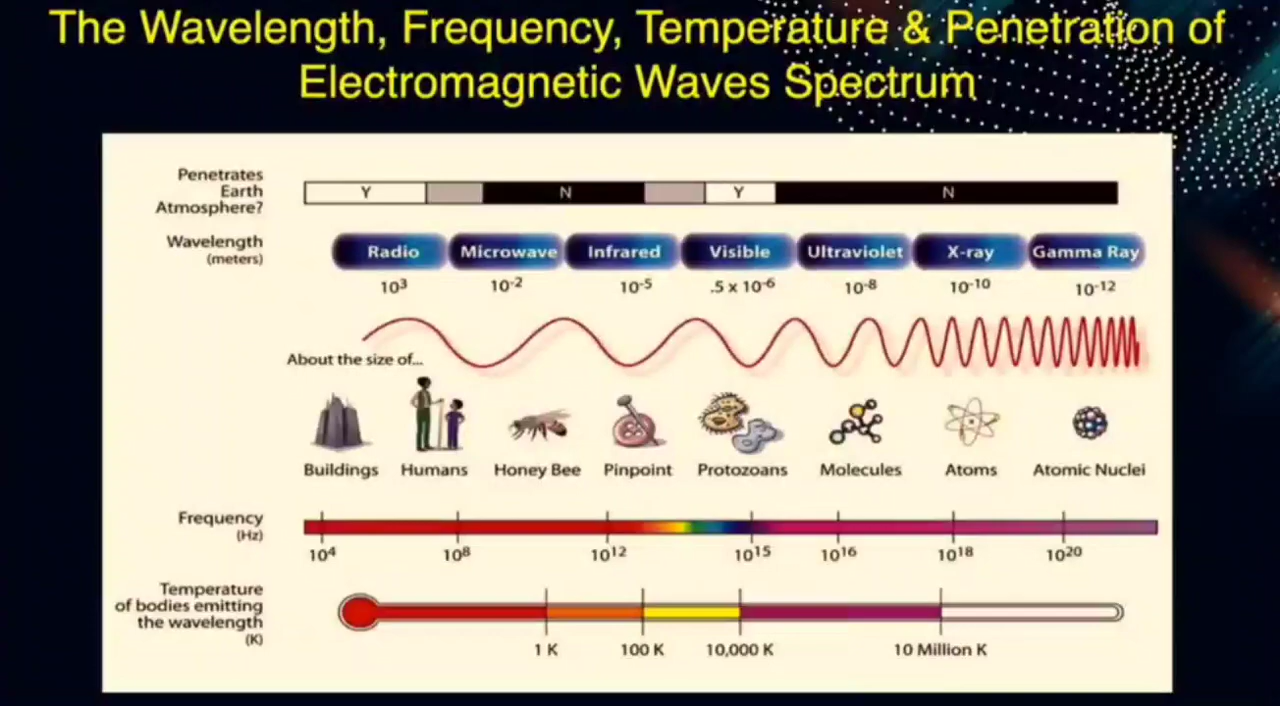 The Wavelength, Frequency, Temperature & Penetration of
Electromagnetic Waves Spectrum
Penetrates
Earth
Atmosphere?
Y N Y N
Wavelength
(meters)
Radio Microwave Infrared Visible Ultraviolet X-ray Gamma Ray
10³ 10⁻² 10⁻⁵ .5 x 10⁻⁶ 10⁻⁸ 10⁻¹⁰ 10⁻¹²
About the size of...
Buildings Humans Honey Bee Pinpoint Protozoans Molecules Atoms Atomic Nuclei
Frequency
(Hz)
10⁴ 10⁸ 10¹² 10¹⁵ 10¹⁶ 10¹⁸ 10²⁰
Temperature
of bodies emitting
the wavelength
(K)
1 K 100 K 10,000 K 10 Million K